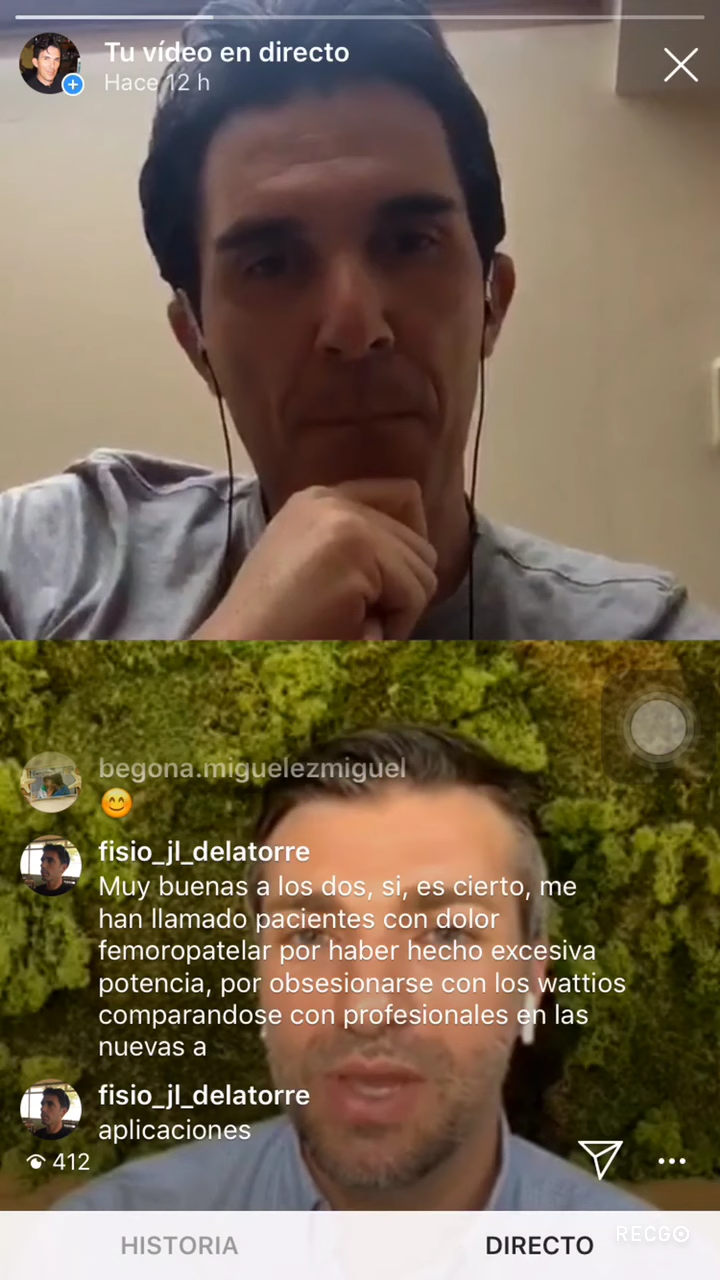 Tu vídeo en directo
Hace 12 h
begona.miguelezmiguel
😊
fisio_jl_delatorre
Muy buenas a los dos, si, es cierto, me
han llamado pacientes con dolor
femoropatelar por haber hecho excesiva
potencia, por obsesionarse con los wattios
comparandose con profesionales en las
nuevas a
fisio_jl_delatorre
aplicaciones
412
HISTORIA
DIRECTO
RECGO